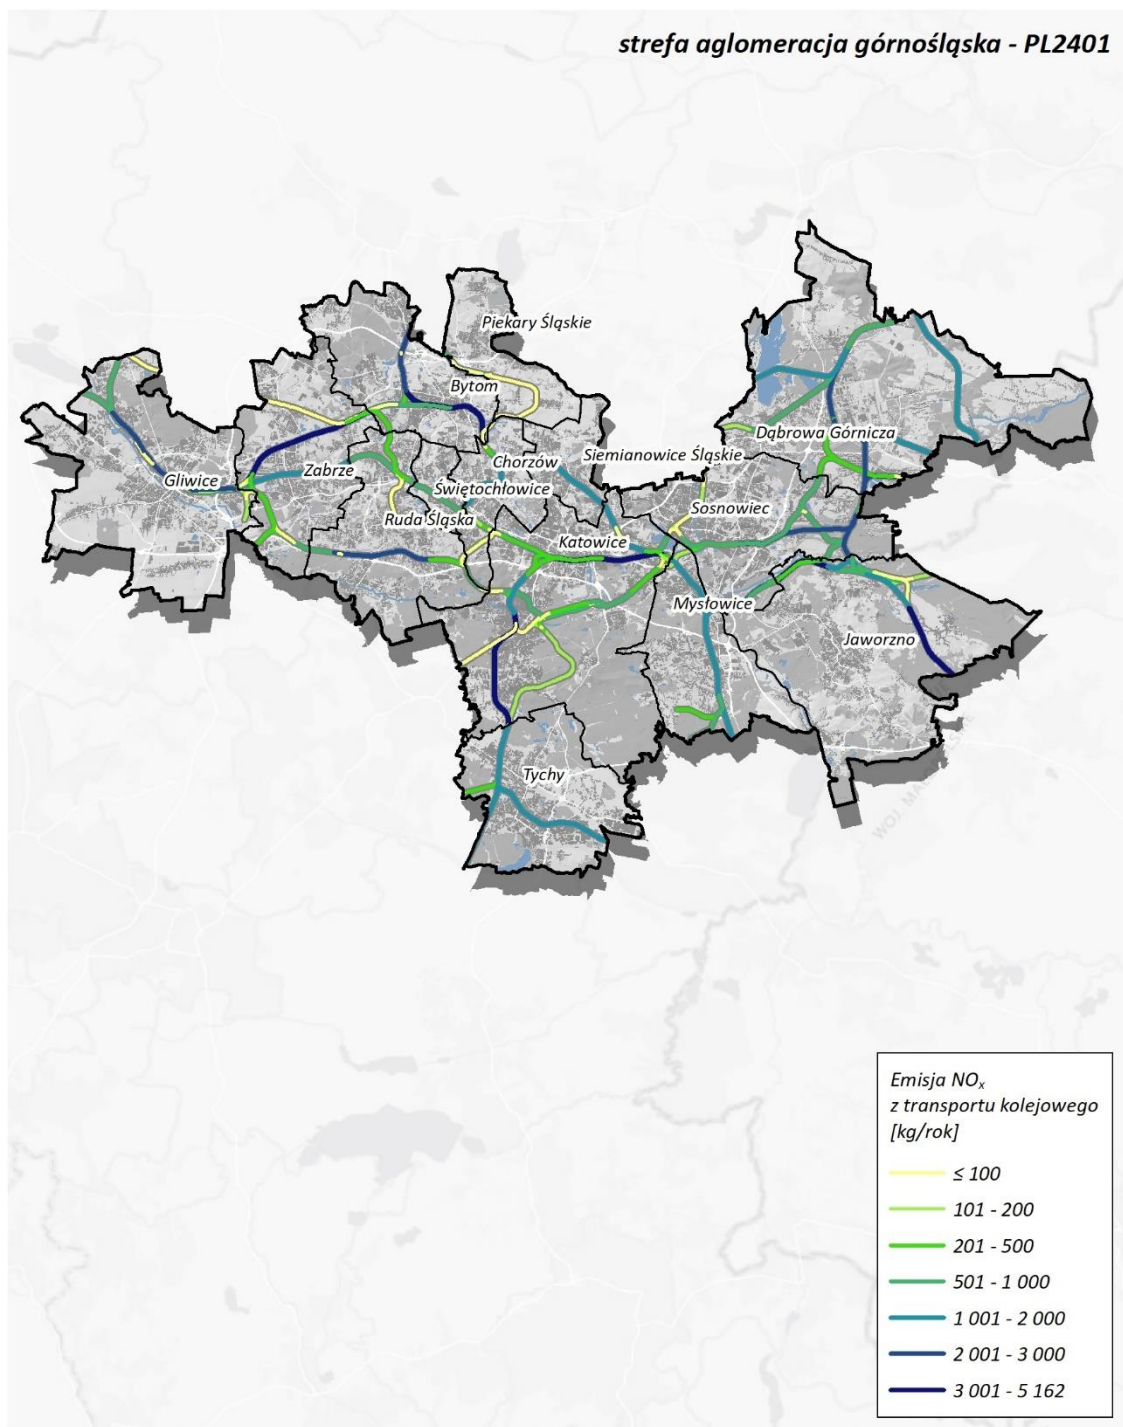 strefa aglomeracja górnośląska - PL2401
Piekary Śląskie
Bytom
Dąbrowa Górnicza
Siemianowice Śląskie
Chorzów
Zabrze
Gliwice
Świętochłowice
Sosnowiec
Ruda Śląska
Katowice
Mysłowice
Jaworzno
Tychy
Emisja NOₓ
z transportu kolejowego
[kg/rok]
≤ 100
101 - 200
201 - 500
501 - 1 000
1 001 - 2 000
2 001 - 3 000
3 001 - 5 162